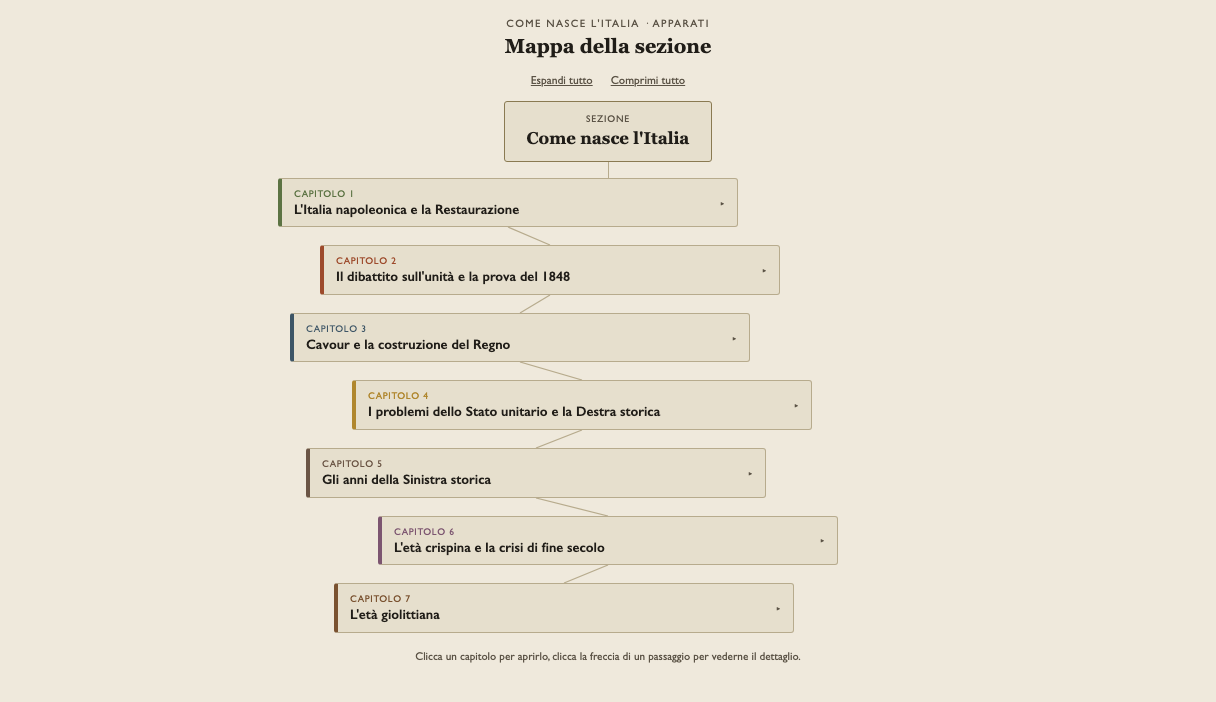 COME NASCE L'ITALIA · APPARATI
Mappa della sezione
Espandi tutto Comprimi tutto
SEZIONE
Come nasce l'Italia
CAPITOLO 1
L'Italia napoleonica e la Restaurazione
CAPITOLO 2
Il dibattito sull'unità e la prova del 1848
CAPITOLO 3
Cavour e la costruzione del Regno
CAPITOLO 4
I problemi dello Stato unitario e la Destra storica
CAPITOLO 5
Gli anni della Sinistra storica
CAPITOLO 6
L'età crispina e la crisi di fine secolo
CAPITOLO 7
L'età giolittiana
Clicca un capitolo per aprirlo, clicca la freccia di un passaggio per vederne il dettaglio.